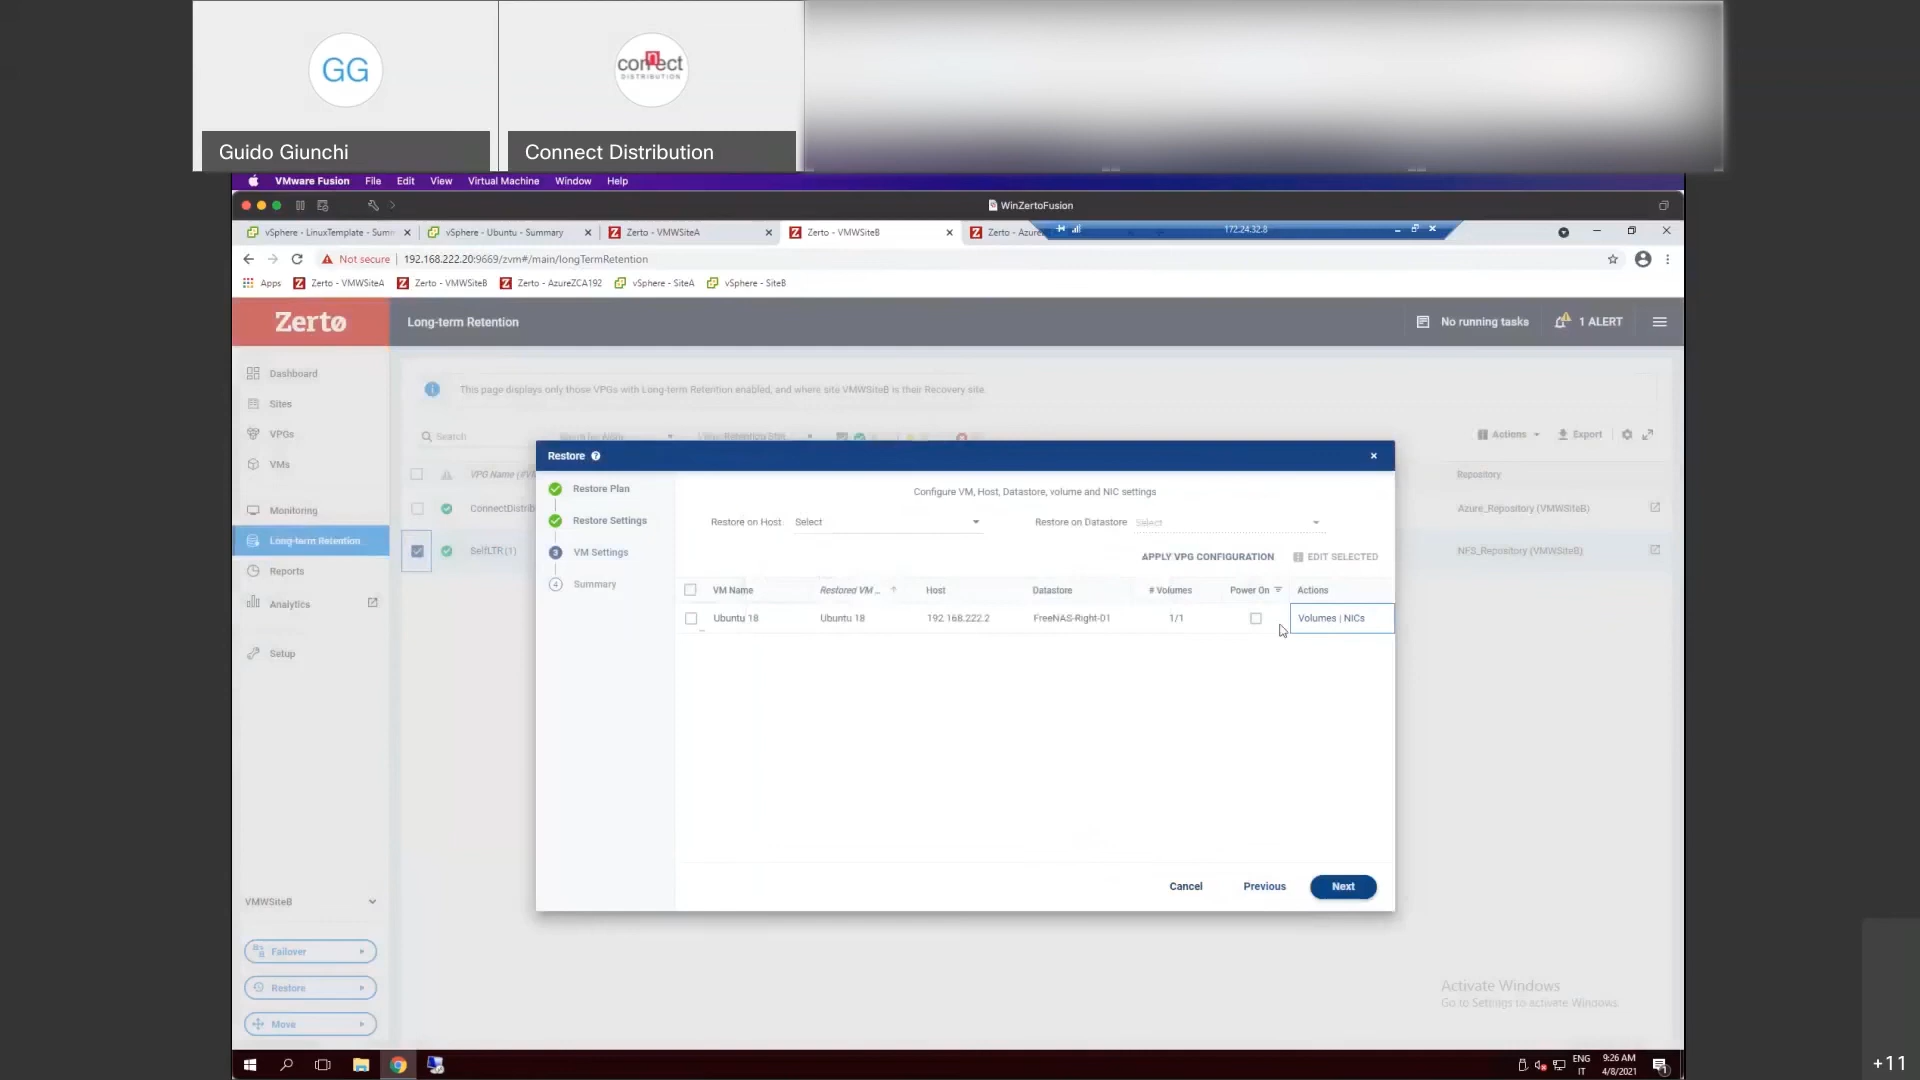 GG
connect
DISTRIBUTION
Guido Giunchi
Connect Distribution
VMware Fusion File Edit View Virtual Machine Window Help
WinZertoFusion
vSphere - LinuxTemplate - Summ
vSphere - Ubuntu - Summary
Zerto - VMWSiteA
Zerto - VMWSiteB
Zerto - Azure
172.24.32.8
Not secure 192.168.222.20:9669/zvm#/main/longTermRetention
Apps Zerto - VMWSiteA Zerto - VMWSiteB Zerto - AzureZCA192 vSphere - SiteA vSphere - SiteB
Zerto
Long-term Retention
No running tasks
1 ALERT
Dashboard
Sites
VPGs
VMs
Monitoring
Long-term Retention
Reports
Analytics
Setup
VMWSiteB
Failover
Restore
Move
This page displays only those VPGs with Long-term Retention enabled, and where site VMWSiteB is their Recovery site.
Search
Actions
Export
VPG Name (#VM
Repository
ConnectDistrib
Azure_Repository (VMWSiteB)
SelfLTR (1)
NFS_Repository (VMWSiteB)
Restore
Restore Plan
Restore Settings
3 VM Settings
4 Summary
Configure VM, Host, Datastore, volume and NIC settings
Restore on Host Select
Restore on Datastore Select
APPLY VPG CONFIGURATION EDIT SELECTED
VM Name Restored VM ... Host Datastore # Volumes Power On Actions
Ubuntu 18 Ubuntu 18 192.168.222.2 FreeNAS-Right-01 1/1 Volumes | NICs
Cancel Previous Next
Activate Windows
Go to Settings to activate Windows.
ENG
IT
9:26 AM
4/8/2021
1
+11